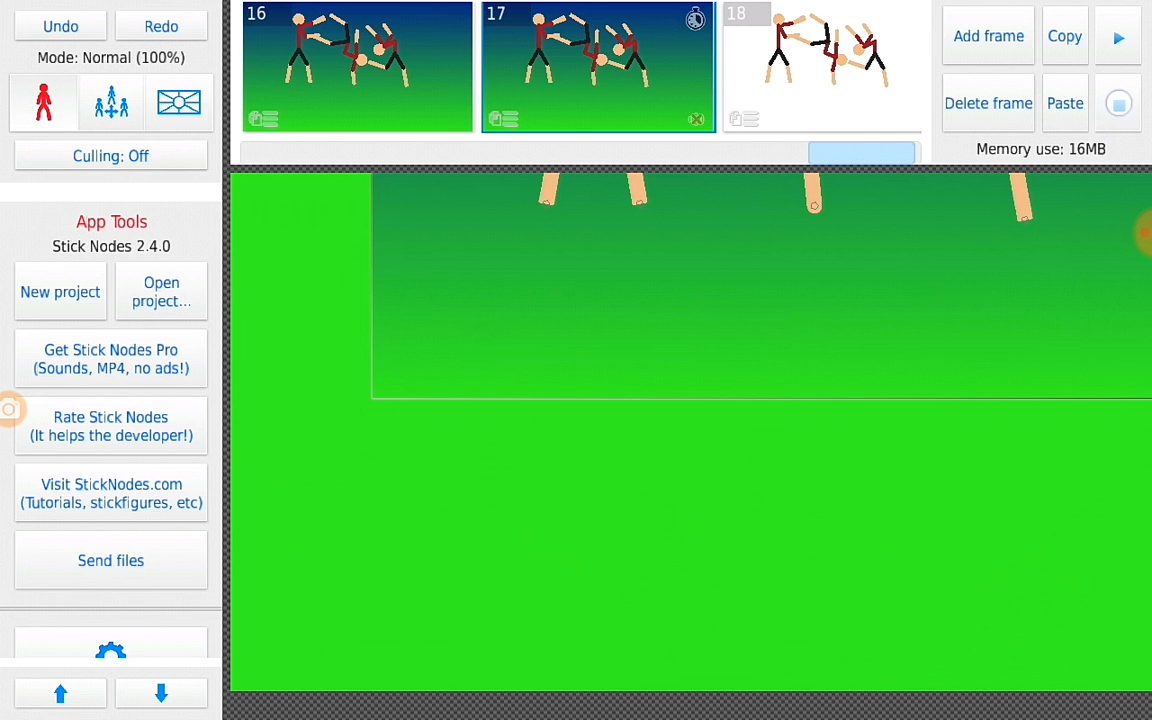 Undo
Redo
Mode: Normal (100%)
Culling: Off
16
17
18
Add frame
Copy
Delete frame
Paste
Memory use: 16MB
App Tools
Stick Nodes 2.4.0
New project
Open
project...
Get Stick Nodes Pro
(Sounds, MP4, no ads!)
Rate Stick Nodes
(It helps the developer!)
Visit StickNodes.com
(Tutorials, stickfigures, etc)
Send files